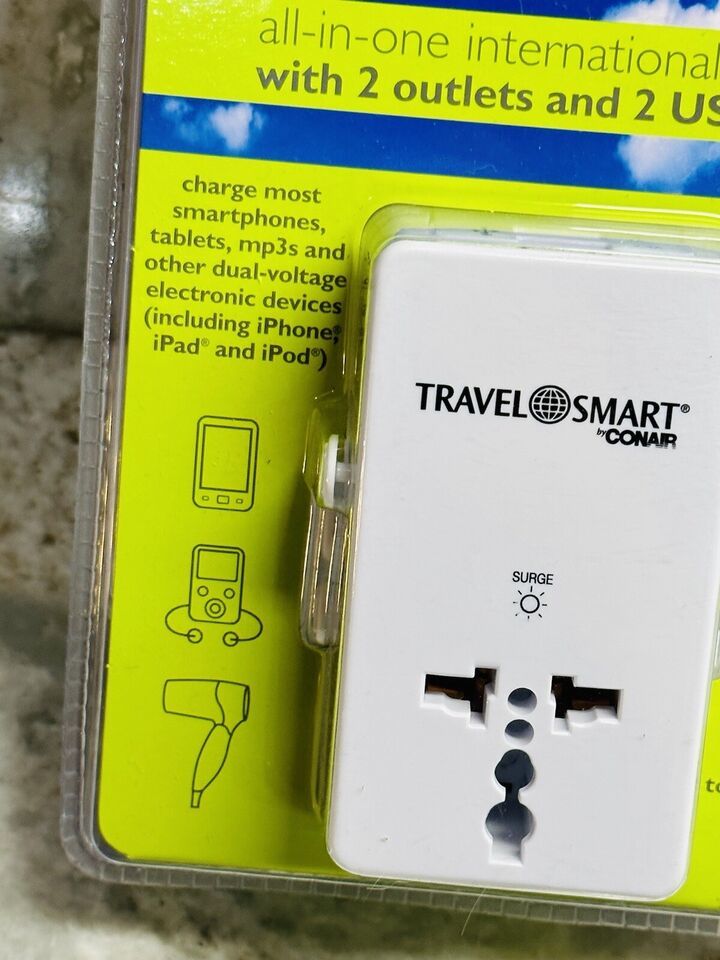 all-in-one international
with 2 outlets and 2 US
charge most
smartphones,
tablets, mp3s and
other dual-voltage
electronic devices
(including iPhone®,
iPad® and iPod®)
TRAVEL SMART®
by CONAIR
SURGE